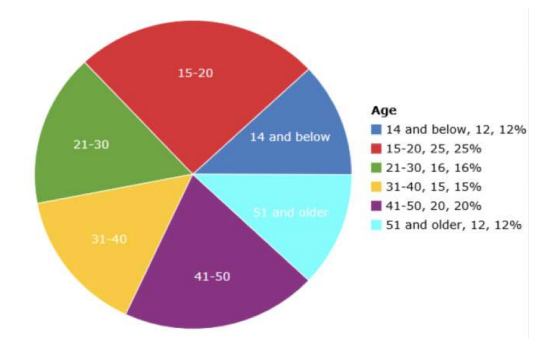 15-20
14 and below
21-30
51 and older
31-40
41-50
Age
14 and below, 12, 12%
15-20, 25, 25%
21-30, 16, 16%
31-40, 15, 15%
41-50, 20, 20%
51 and older, 12, 12%